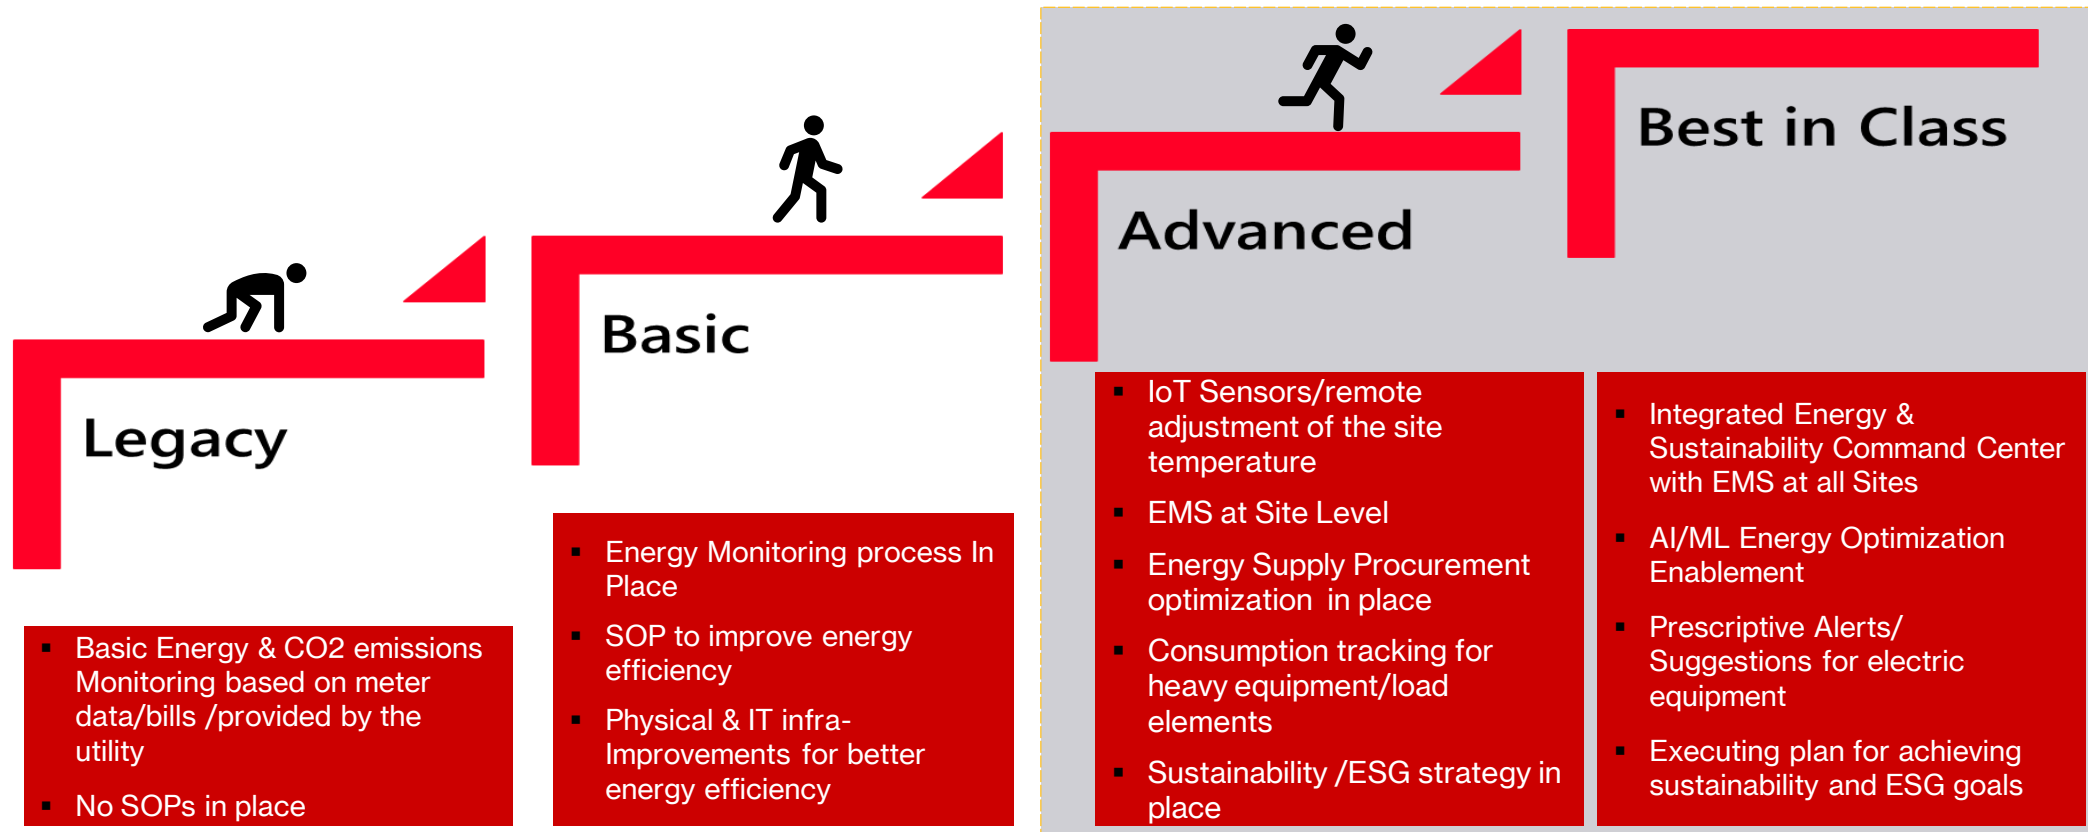 Legacy
▪ Basic Energy & CO2 emissions
Monitoring based on meter
data/bills /provided by the
utility
▪ No SOPs in place
Basic
▪ Energy Monitoring process In
Place
▪ SOP to improve energy
efficiency
▪ Physical & IT infra-
Improvements for better
energy efficiency
Advanced
▪ IoT Sensors/remote
adjustment of the site
temperature
▪ EMS at Site Level
▪ Energy Supply Procurement
optimization in place
▪ Consumption tracking for
heavy equipment/load
elements
▪ Sustainability /ESG strategy in
place
Best in Class
▪ Integrated Energy &
Sustainability Command Center
with EMS at all Sites
▪ AI/ML Energy Optimization
Enablement
▪ Prescriptive Alerts/
Suggestions for electric
equipment
▪ Executing plan for achieving
sustainability and ESG goals